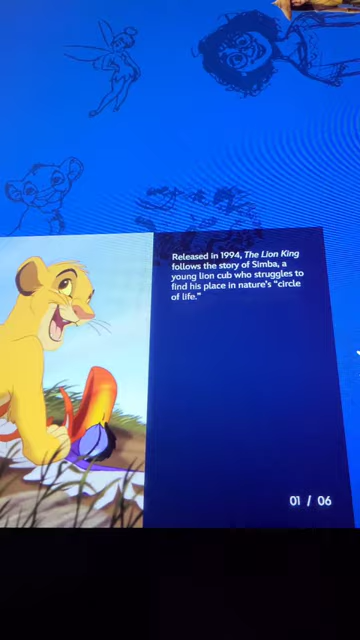 Released in 1994, The Lion King
follows the story of Simba, a
young lion cub who struggles to
find his place in nature's "circle
of life."
01 / 06